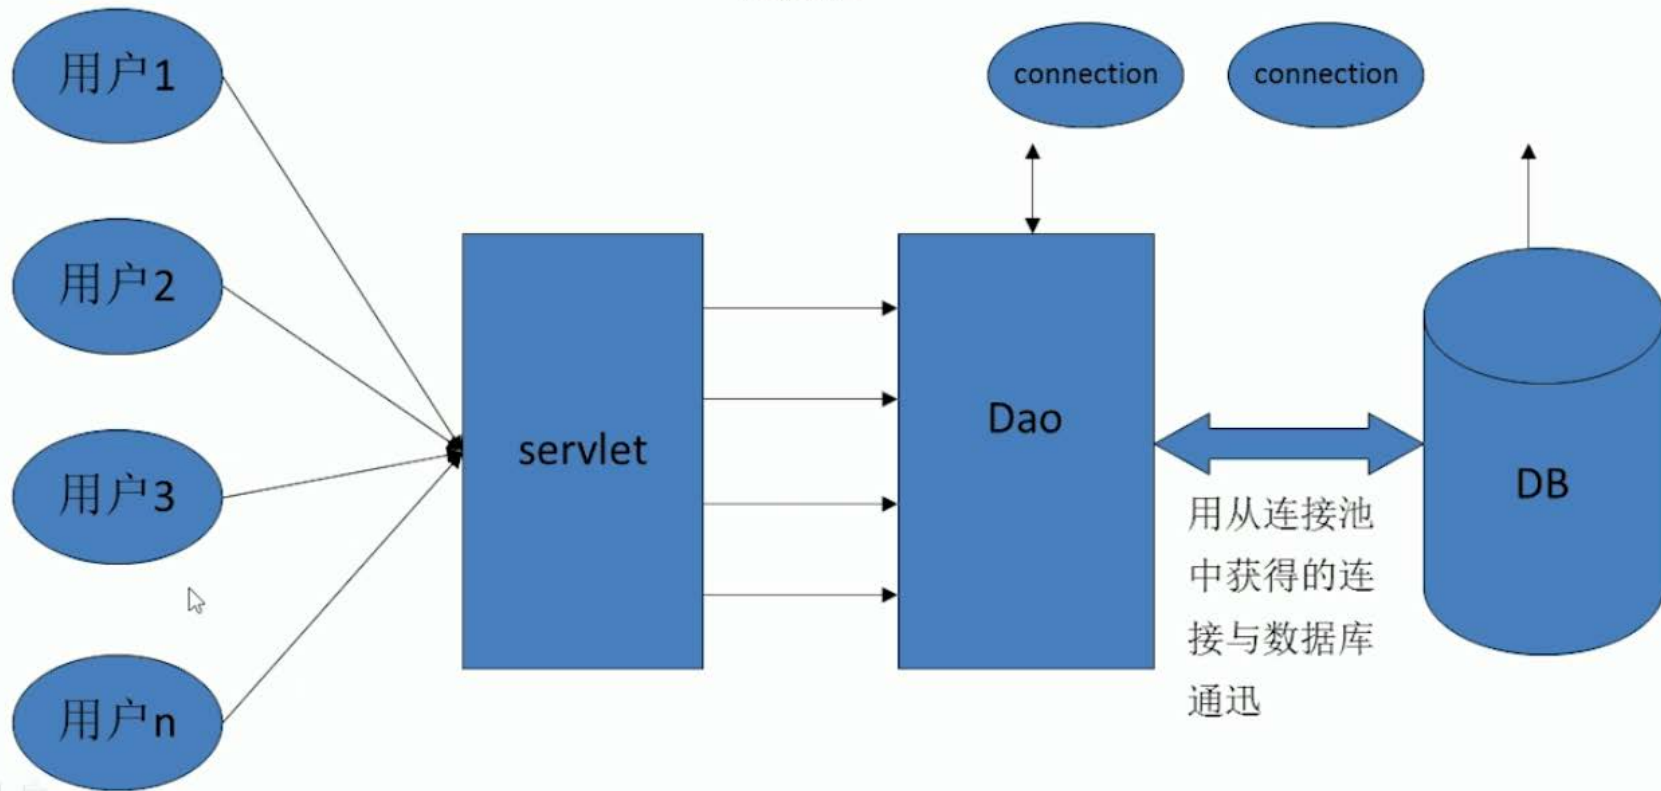 用户1
connection
connection
用户2
servlet
Dao
用户3
DB
用从连接池
中获得的连
接与数据库
通迅
用户n